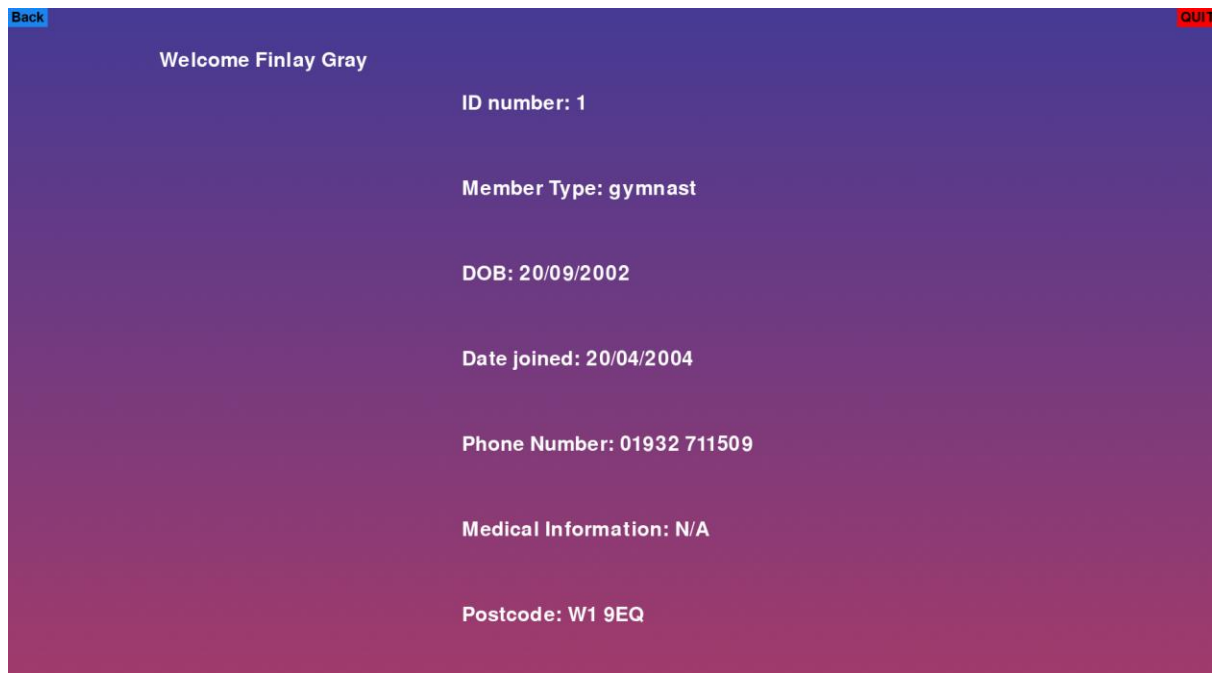 Back
QUIT
Welcome Finlay Gray
ID number: 1
Member Type: gymnast
DOB: 20/09/2002
Date joined: 20/04/2004
Phone Number: 01932 711509
Medical Information: N/A
Postcode: W1 9EQ